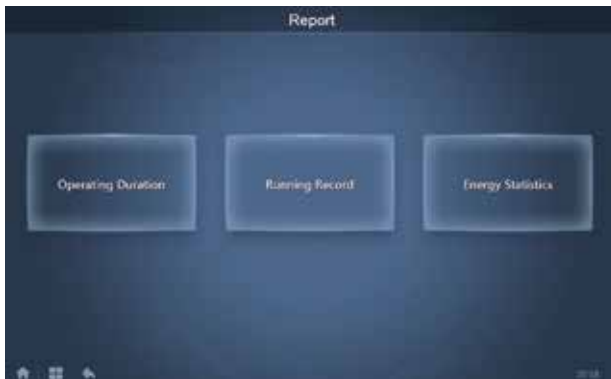 Report
Operating Duration
Running Record
Energy Statistics